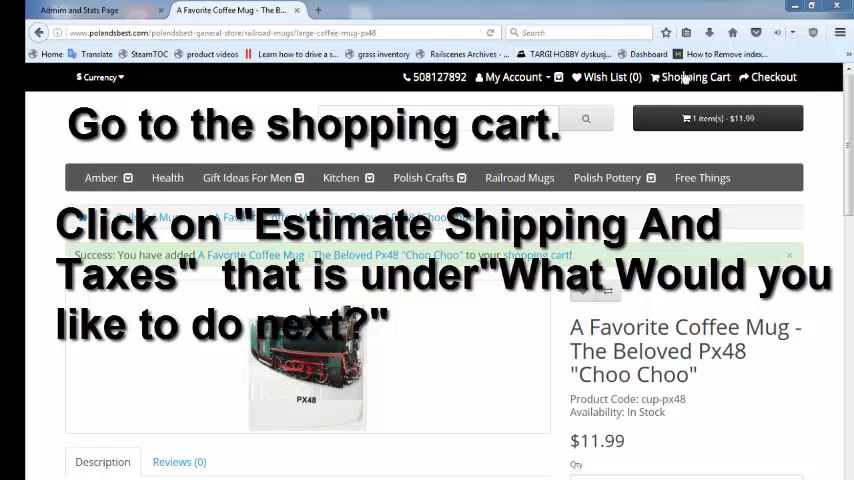 Admim and Stats Page
A Favorite Coffee Mug - The B...
www.polandsbest.com/polandsbest-general-store/railroad-mugs/large-coffee-mug-px48
Search
Home Translate SteamTOC product videos Learn how to drive a s... grass inventory Railscenes Archives - ... TARGI HOBBY dyskusj... Dashboard How to Remove index...
$ Currency 508127892 My Account Wish List (0) Shopping Cart Checkout
Go to the shopping cart.
1 item(s) - $11.99
Amber Health Gift Ideas For Men Kitchen Polish Crafts Railroad Mugs Polish Pottery Free Things
Click on "Estimate Shipping And
Success: You have added A Favorite Coffee Mug - The Beloved Px48 "Choo Choo" to your shopping cart!
Taxes" that is under"What Would you
like to do next?"
PX48
A Favorite Coffee Mug -
The Beloved Px48
"Choo Choo"
Product Code: cup-px48
Availability: In Stock
$11.99
Qty
Description Reviews (0)